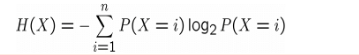 H(X) = − ∑_{i=1}^{n} P(X = i) log₂ P(X = i)